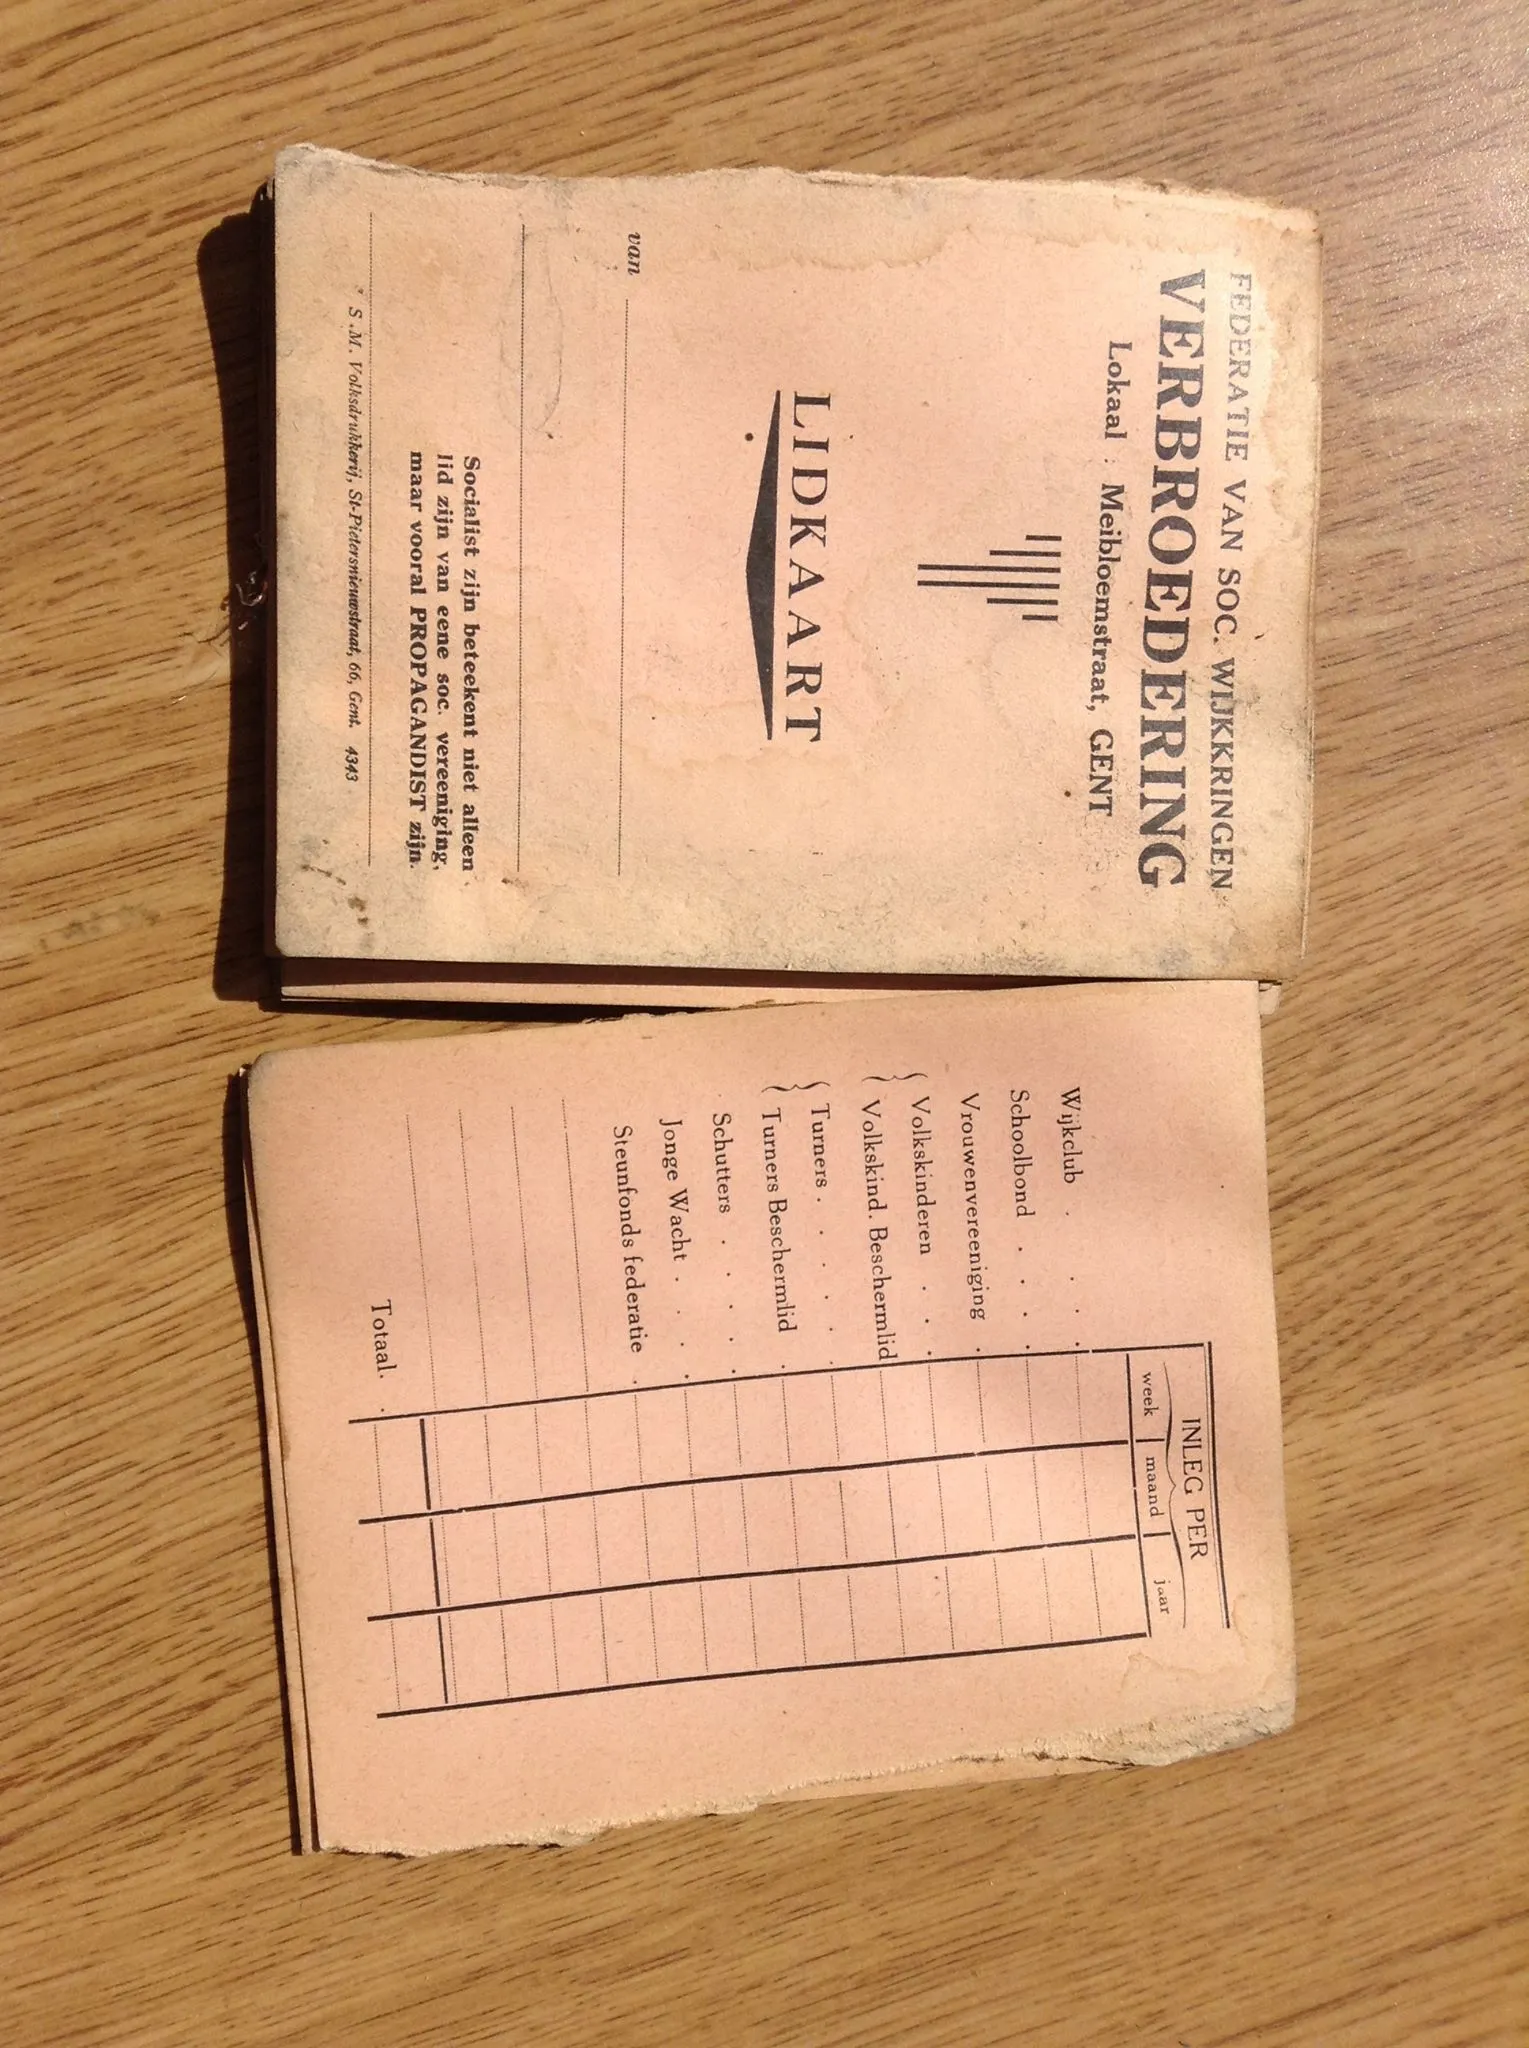 FEDERATIE VAN SOC. WIJKKRINGEN
VERBROEDERING
Lokaal : Meibloemstraat, GENT
LIDKAART
van
Socialist zijn beteekent niet alleen
lid zijn van eene soc. vereeniging,
maar vooral PROPAGANDIST zijn.
S.M. Volksdrukkerij, St-Pietersnieuwstraat, 66, Gent. 4343
INLEG PER
week maand jaar
Wijkclub . . .
Schoolbond . . .
Vrouwenvereeniging .
Volkskinderen . . .
Volkskind. Beschermlid
Turners . . . .
Turners Beschermlid .
Schutters . . . .
Jonge Wacht . . .
Steunfonds federatie .
Totaal. .